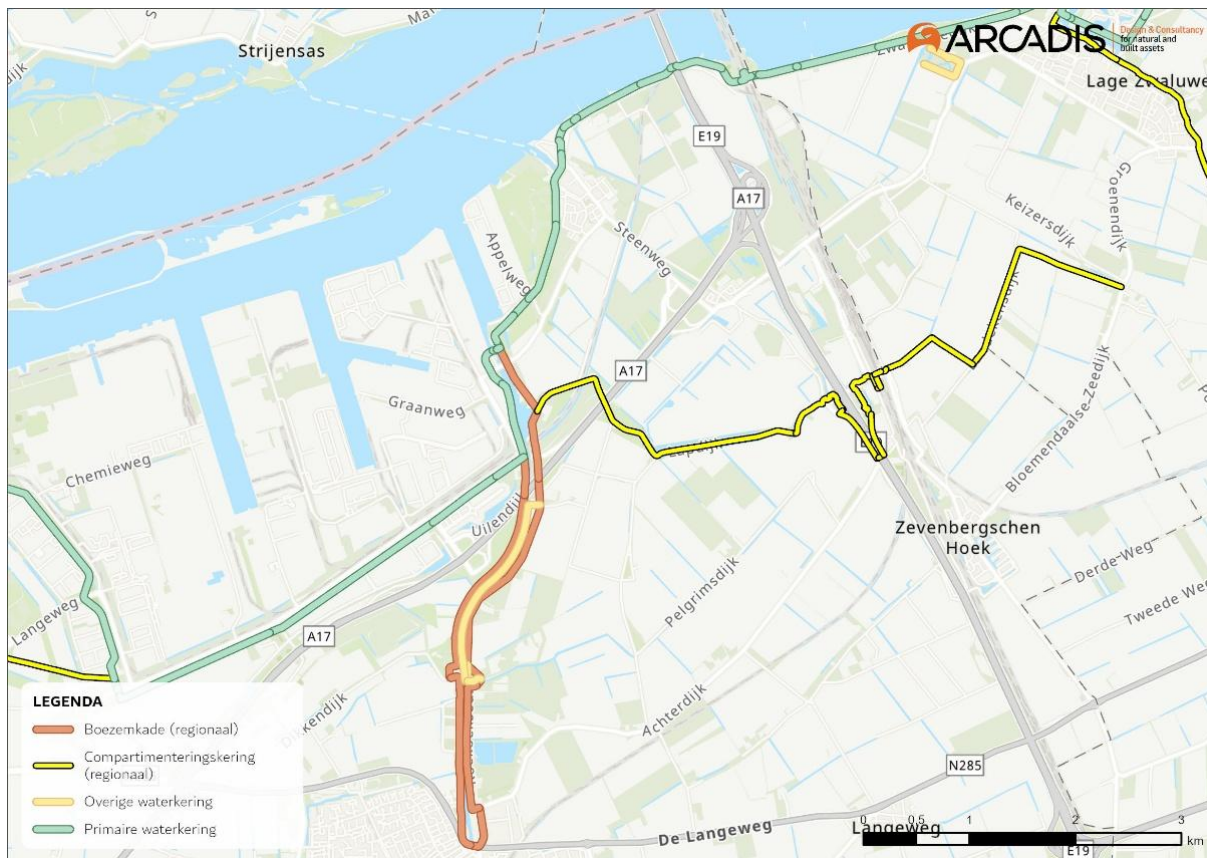 Strijensas
ARCADIS
Design & Consultancy
for natural and
built assets
Lage Zwaluwe
E19
A17
Groenendijk
Keizersdijk
Steenweg
Appelweg
A17
Graanweg
Chemieweg
Bloemendaalse Zeedijk
Uilendijk
Zevenbergschen
Hoek
Derde Weg
Tweede Weg
Pelgrimsdijk
Langeweg
A17
Achterdijk
N285
De Langeweg
Langeweg
E19
LEGENDA
Boezemkade (regionaal)
Compartimenteringskering
(regionaal)
Overige waterkering
Primaire waterkering
0 0,5 1 2 3
km